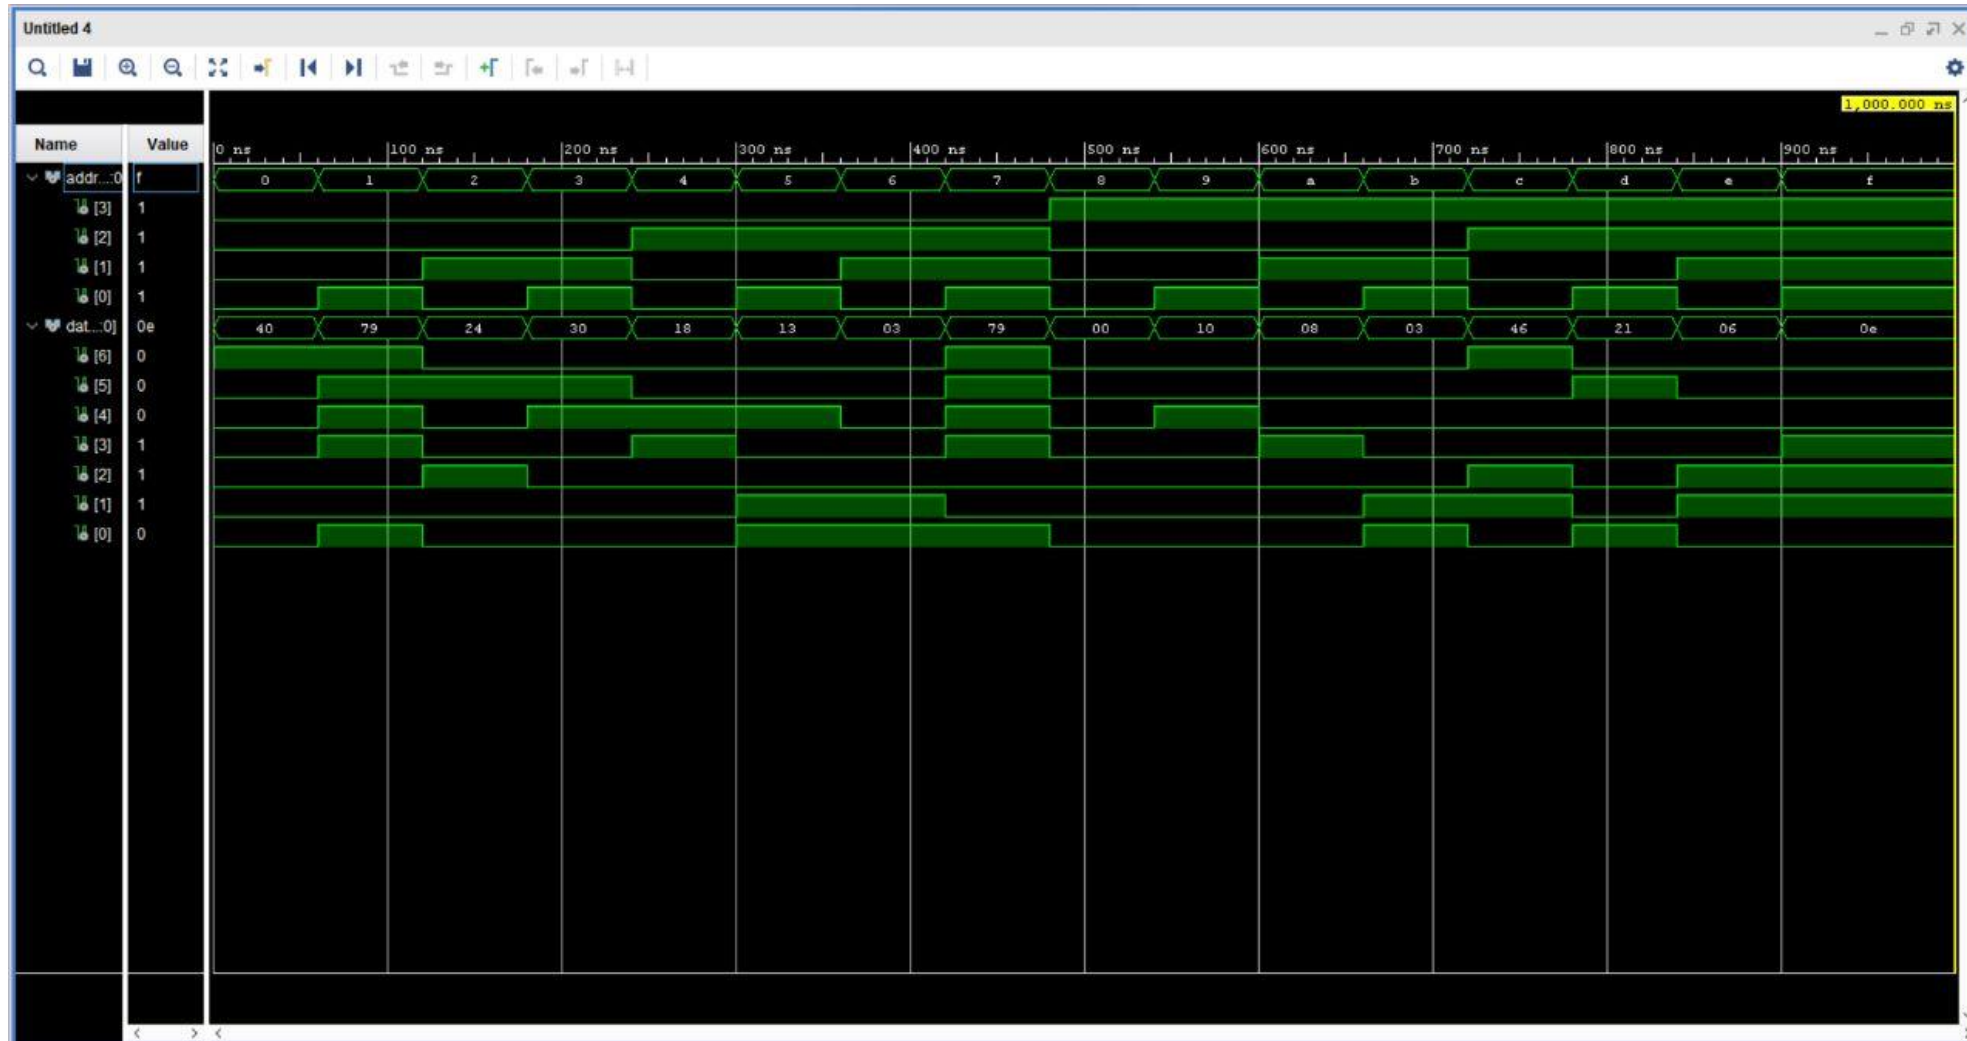 Untitled 4
1,000.000 ns
Name Value 0 ns 100 ns 200 ns 300 ns 400 ns 500 ns 600 ns 700 ns 800 ns 900 ns
addr...:0 f 0 1 2 3 4 5 6 7 8 9 a b c d e f
[3] 1
[2] 1
[1] 1
[0] 1
dat...:0] 0e 40 79 24 30 18 13 03 79 00 10 08 03 46 21 06 0e
[6] 0
[5] 0
[4] 0
[3] 1
[2] 1
[1] 1
[0] 0